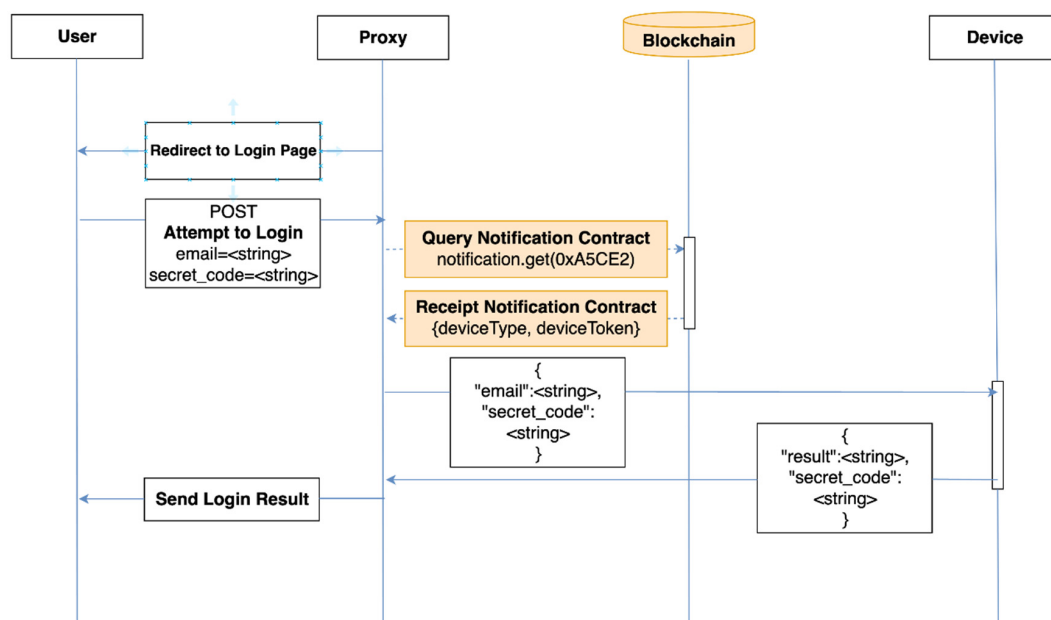 User
Proxy
Blockchain
Device
Redirect to Login Page
POST
Attempt to Login
email=<string>
secret_code=<string>
Query Notification Contract
notification.get(0xA5CE2)
Receipt Notification Contract
{deviceType, deviceToken}
{
"email":<string>,
"secret_code":
<string>
}
{
"result":<string>,
"secret_code":
<string>
}
Send Login Result